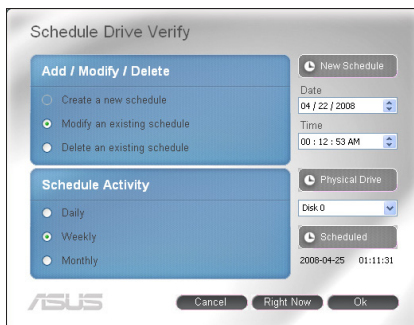 Schedule Drive Verify
Add / Modify / Delete
Create a new schedule
Modify an existing schedule
Delete an existing schedule
Schedule Activity
Daily
Weekly
Monthly
New Schedule
Date
04 / 22 / 2008
Time
00 : 12 : 53 AM
Physical Drive
Disk 0
Scheduled
2008-04-25 01:11:31
ASUS
Cancel
Right Now
Ok